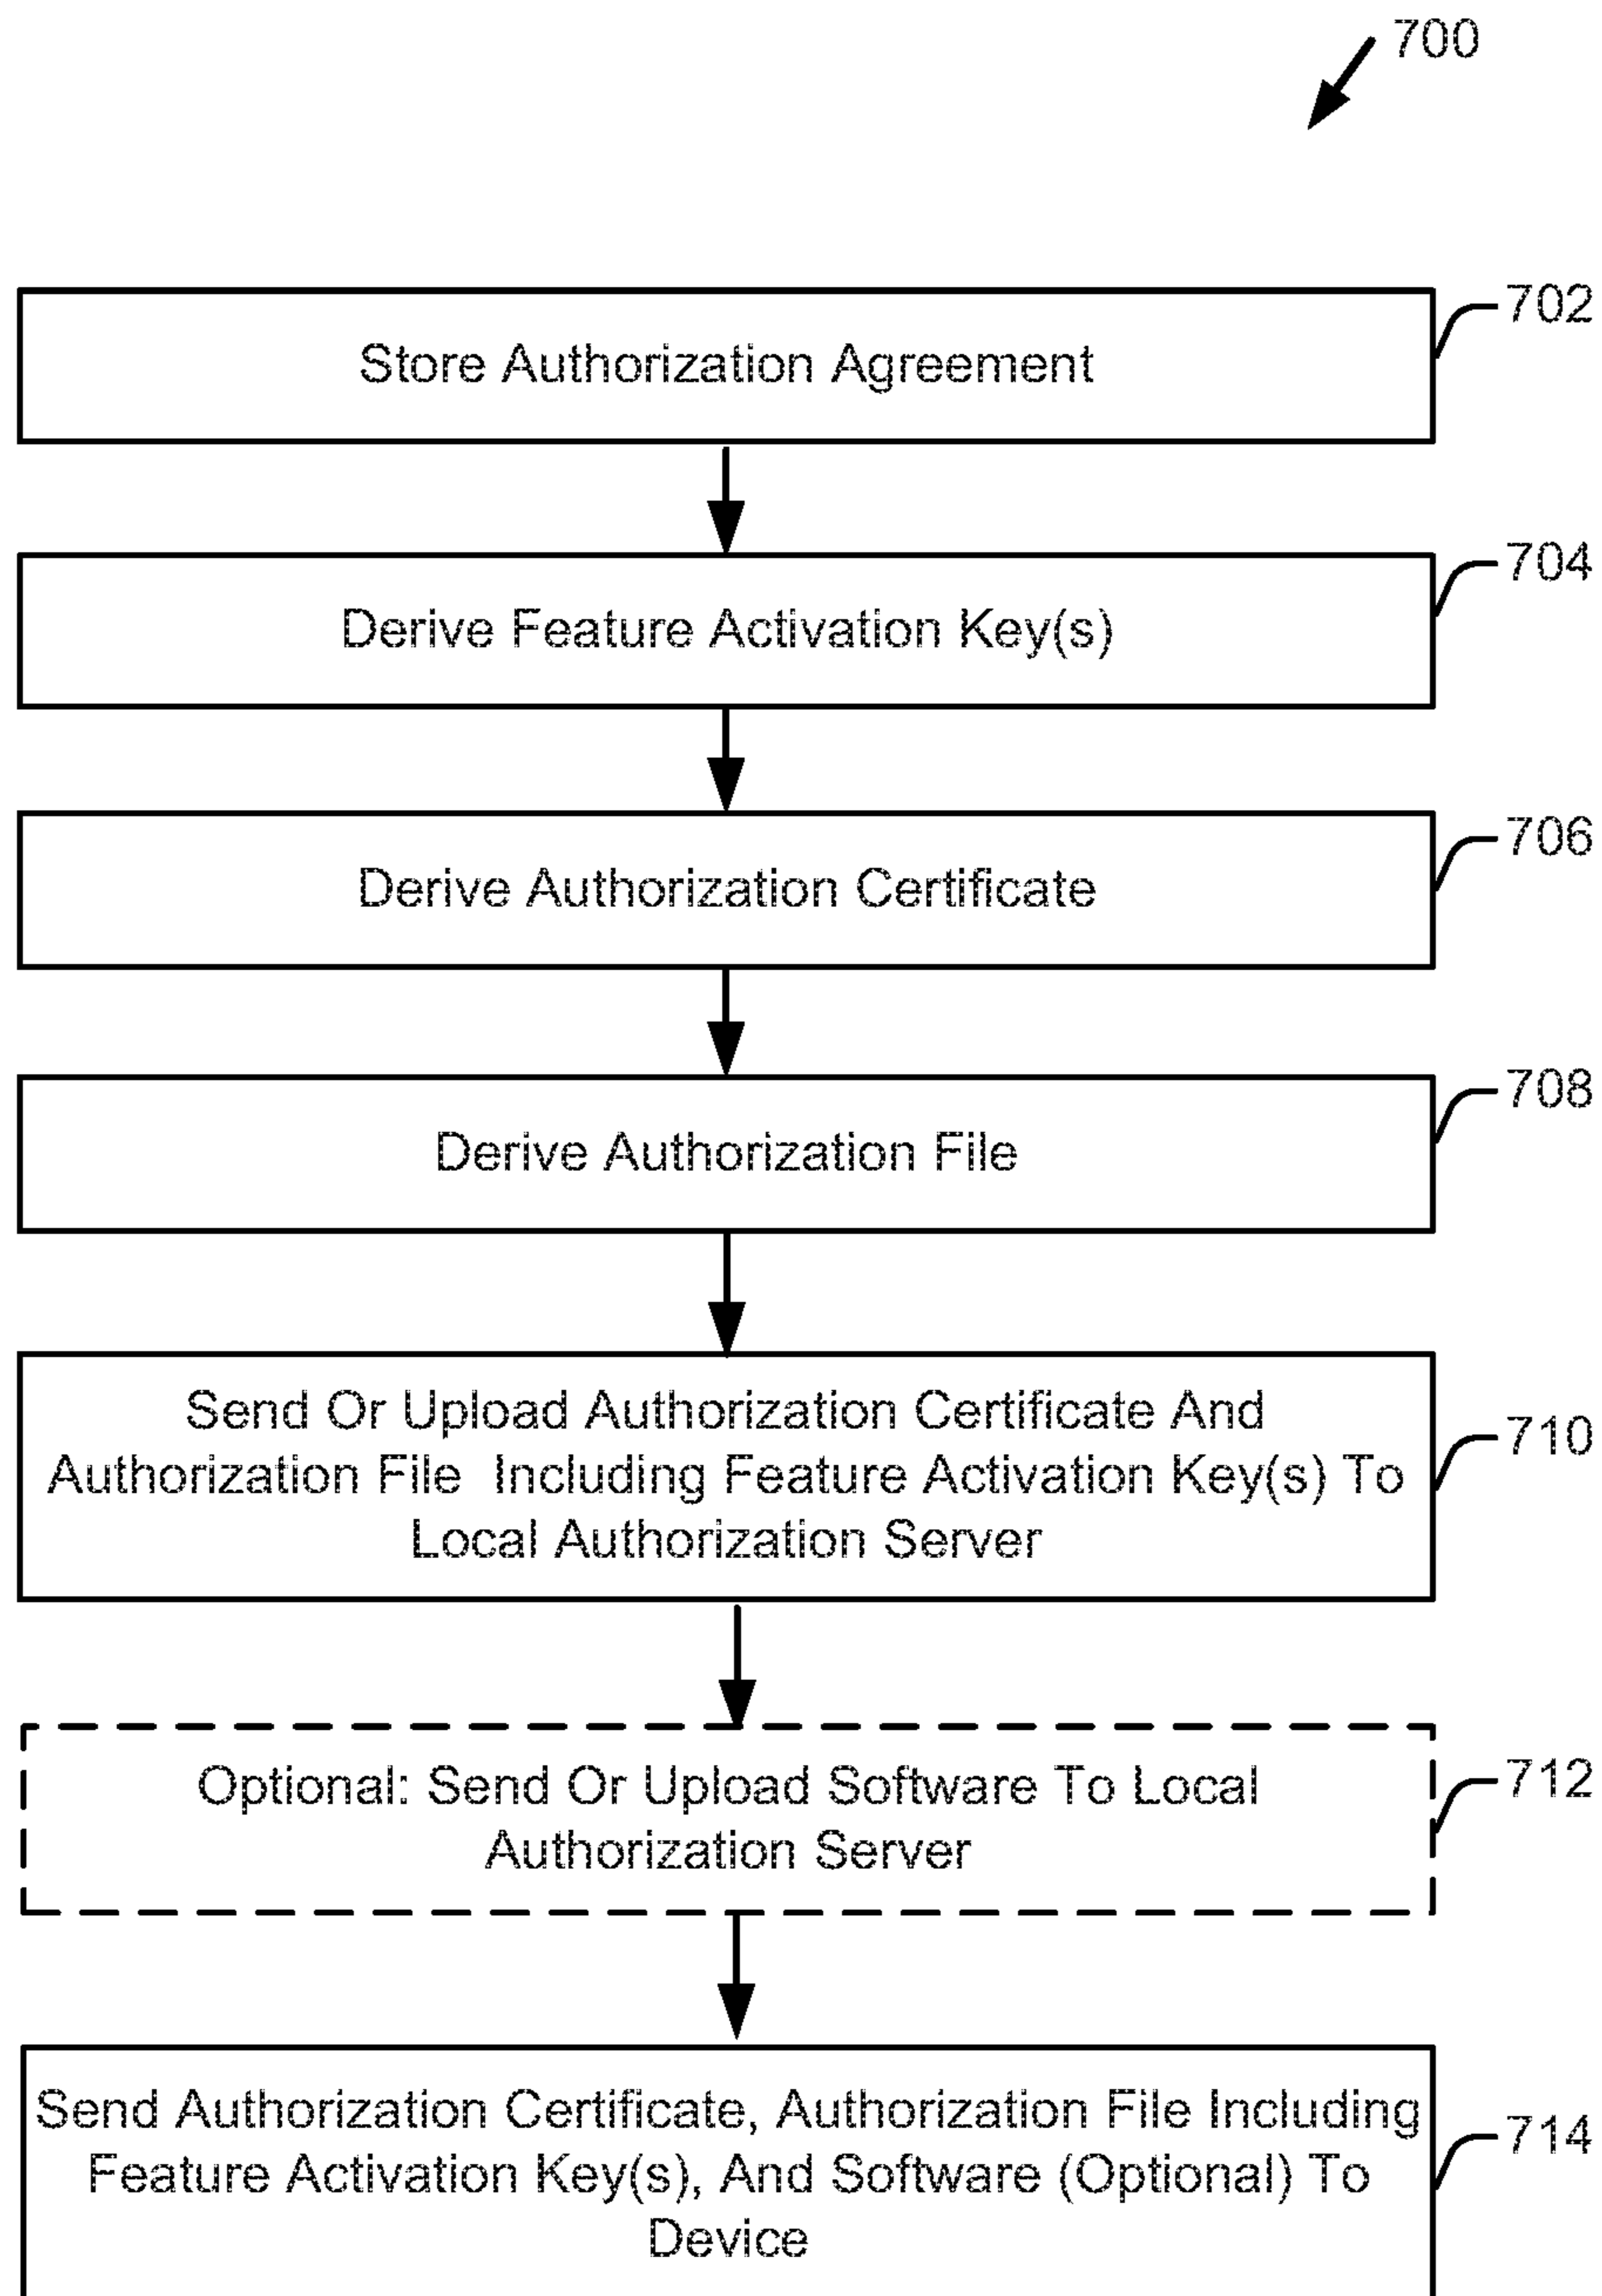 700
Store Authorization Agreement
702
Derive Feature Activation Key(s)
704
Derive Authorization Certificate
706
Derive Authorization File
708
Send Or Upload Authorization Certificate And
Authorization File Including Feature Activation Key(s) To
Local Authorization Server
710
Optional: Send Or Upload Software To Local
Authorization Server
712
Send Authorization Certificate, Authorization File Including
Feature Activation Key(s), And Software (Optional) To
Device
714